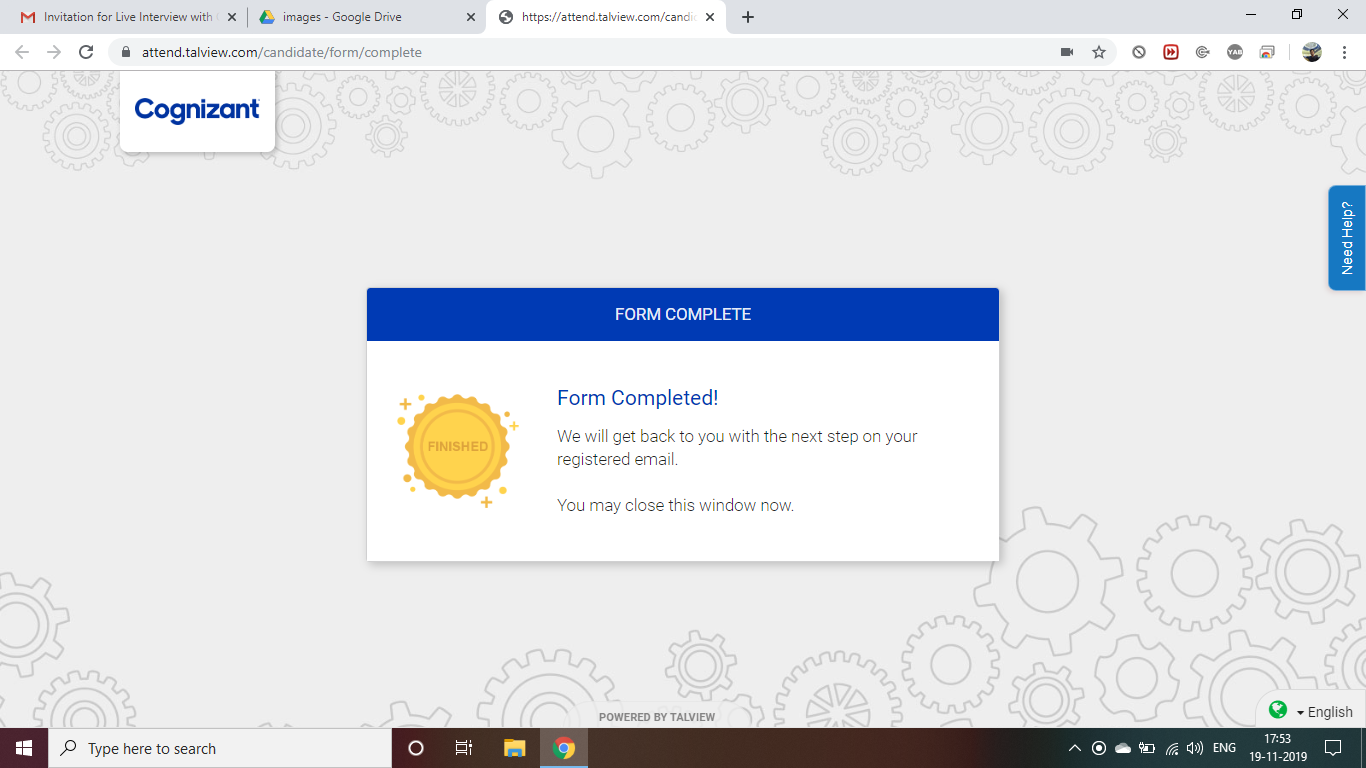 Invitation for Live Interview with
images - Google Drive
https://attend.talview.com/candi
attend.talview.com/candidate/form/complete
YAB
Cognizant
Need Help?
FORM COMPLETE
FINISHED
Form Completed!
We will get back to you with the next step on your
registered email.
You may close this window now.
POWERED BY TALVIEW
English
Type here to search
ENG
17:53
19-11-2019